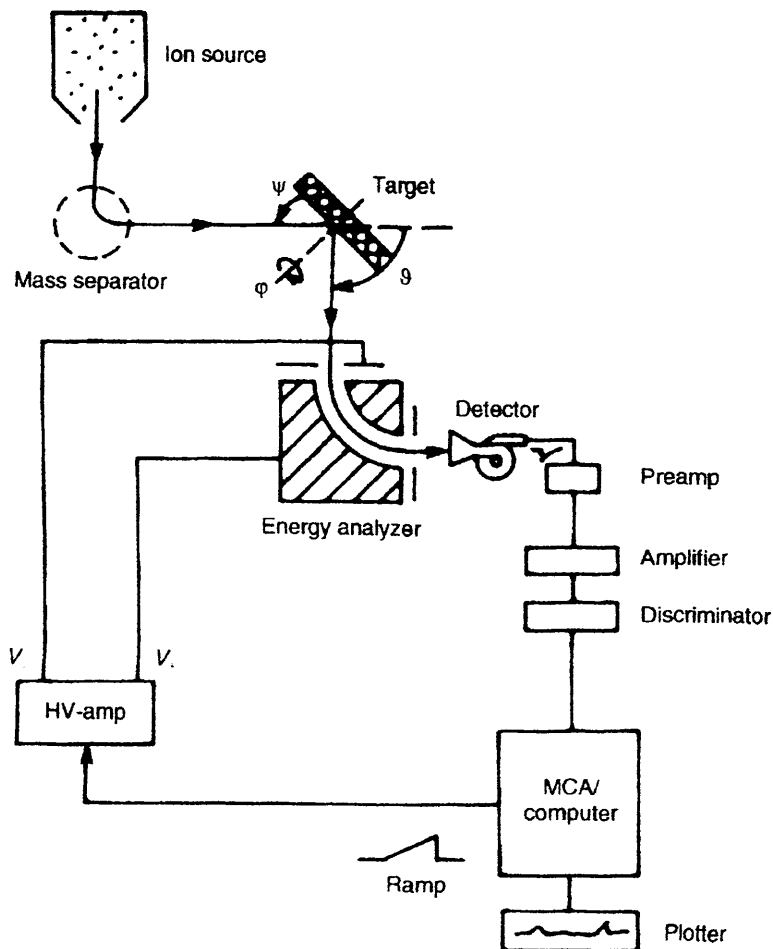 Ion source
ψ
Target
Mass separator
φ
ϑ
Detector
Preamp
Energy analyzer
Amplifier
Discriminator
V
V.
HV-amp
MCA/
computer
Ramp
Plotter